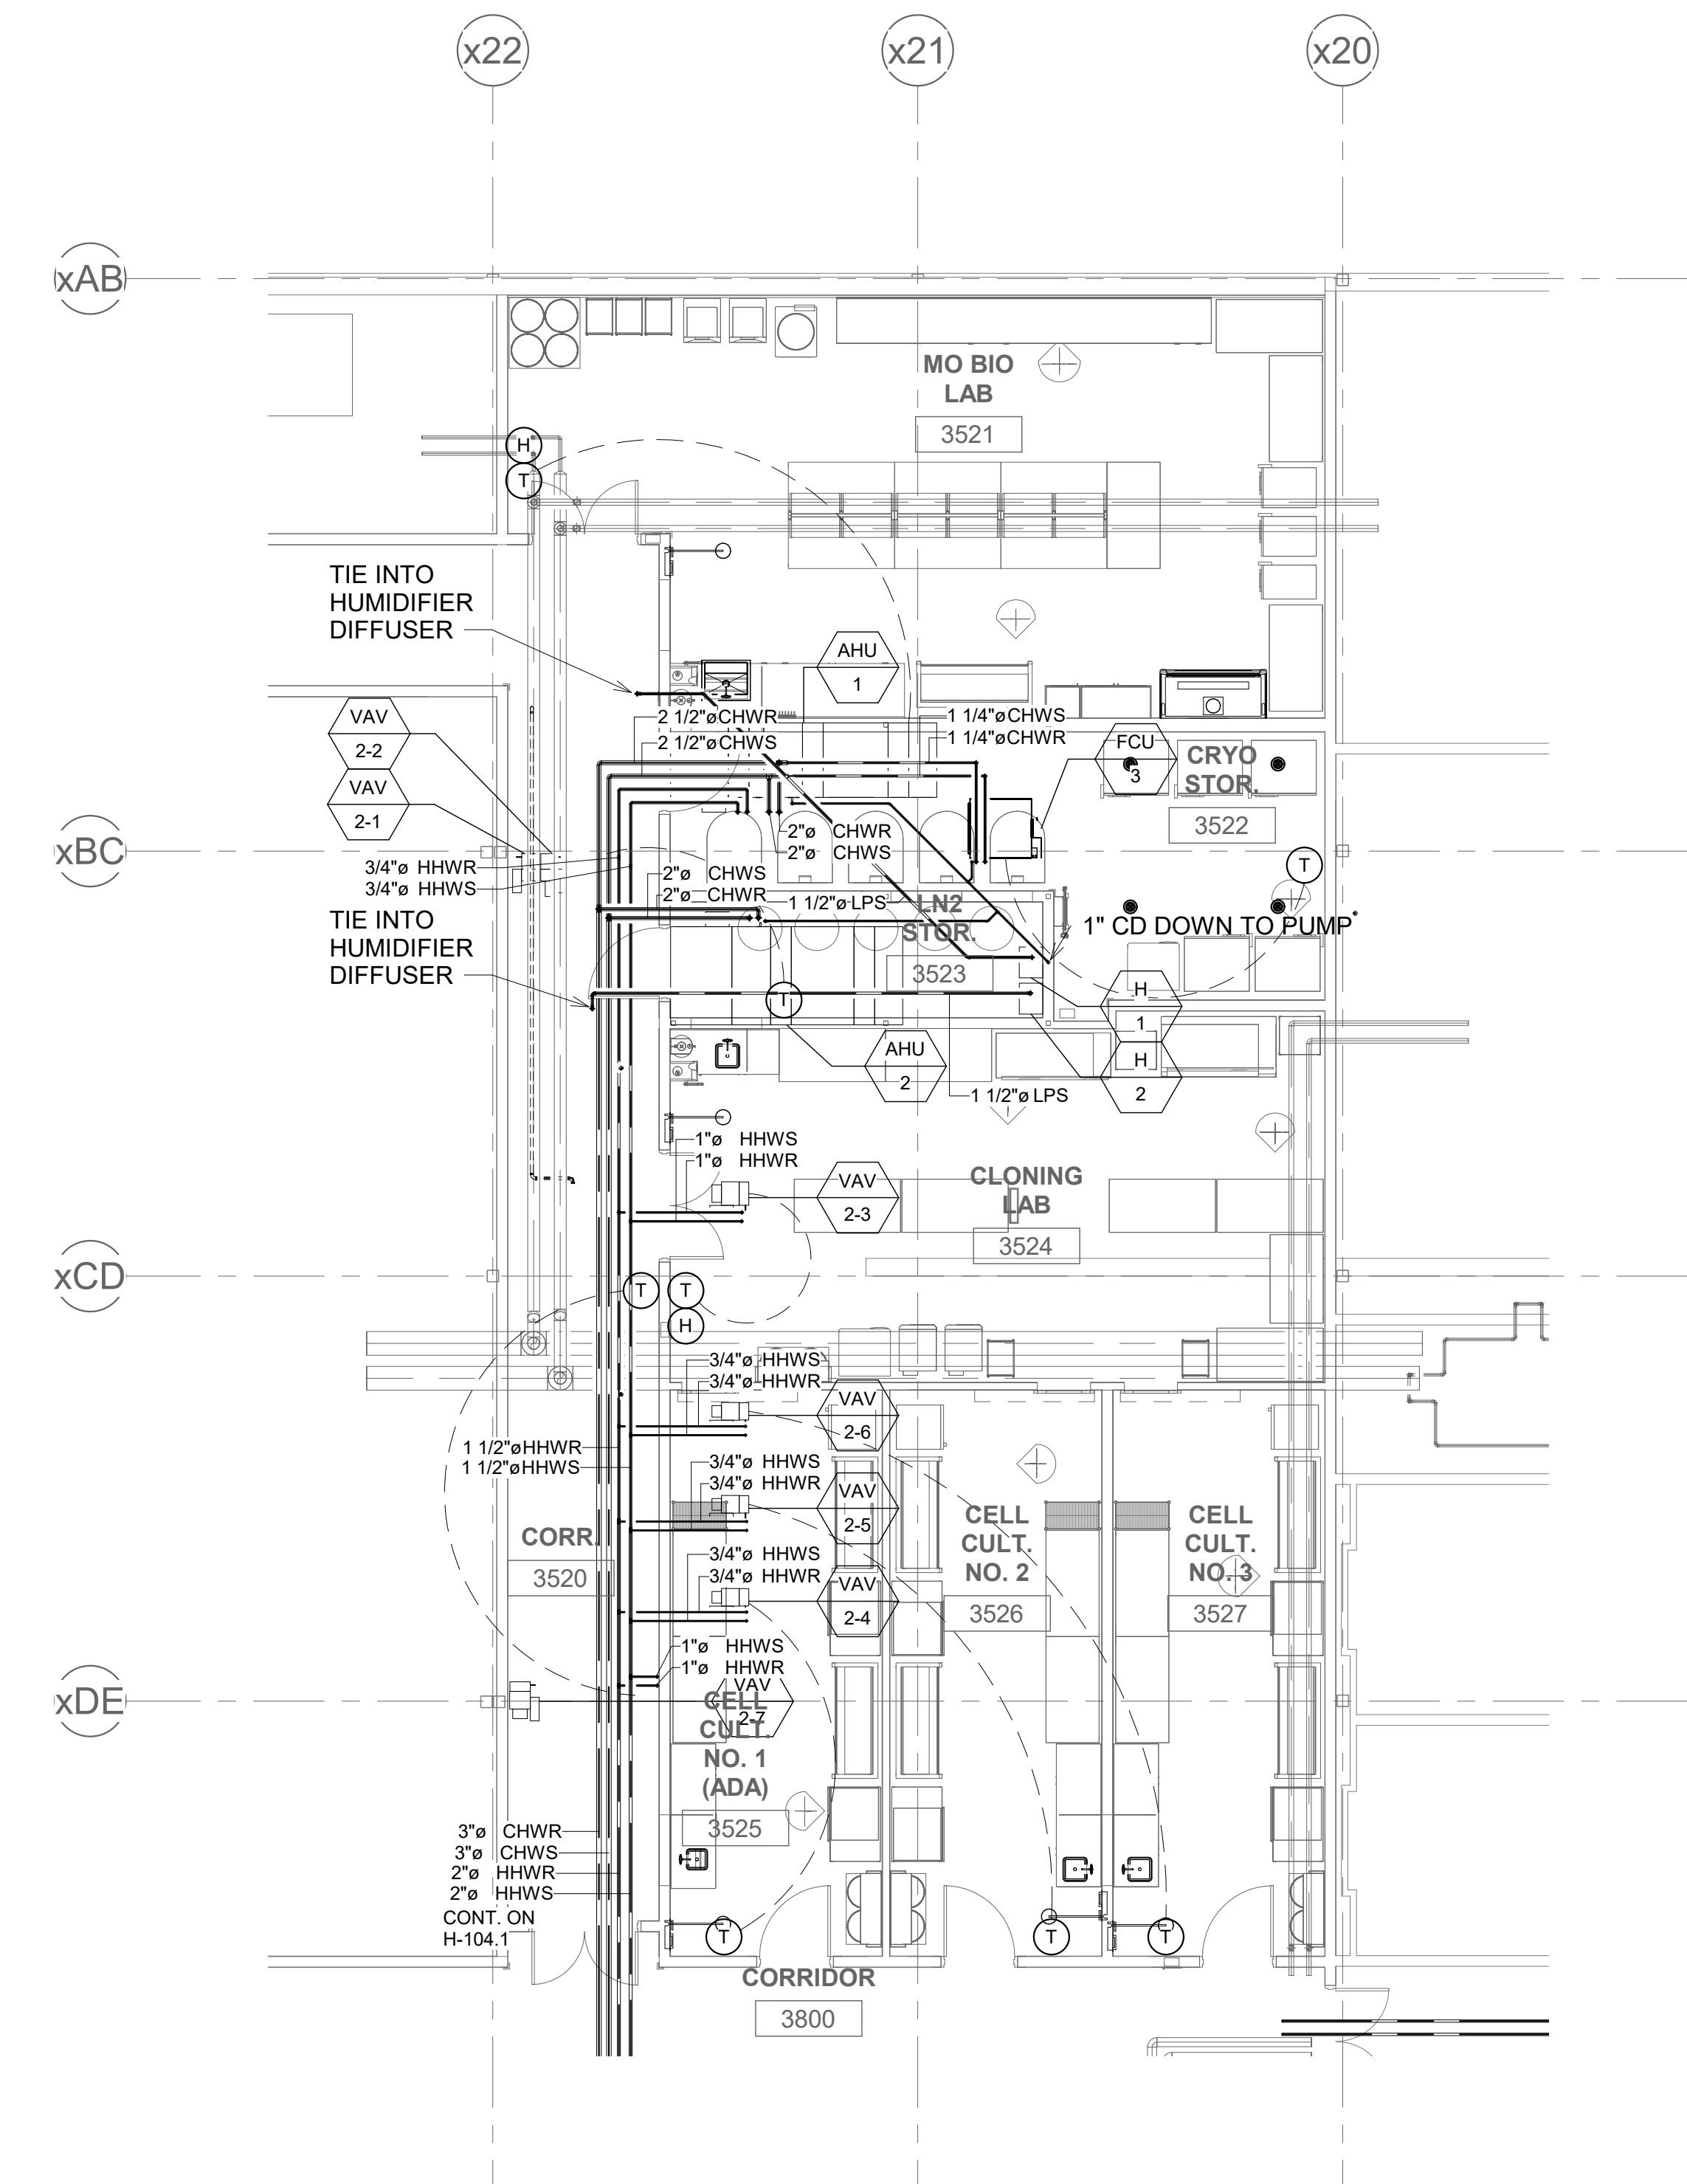 x22
x21
x20
xAB
MO BIO
LAB
3521
H
T
TIE INTO
HUMIDIFIER
DIFFUSER
AHU
1
2 1/2"øCHWR
2 1/2"øCHWS
1 1/4"øCHWS
1 1/4"øCHWR
VAV
2-2
VAV
2-1
FCU
3
CRYO
STOR.
3522
xBC
2"ø CHWR
2"ø CHWS
3/4"ø HHWR
3/4"ø HHWS
2"ø CHWS
2"ø CHWR
1 1/2"ø LPS
T
LN2
STOR.
3523
1" CD DOWN TO PUMP
TIE INTO
HUMIDIFIER
DIFFUSER
T
H
1
H
2
AHU
2
1 1/2"ø LPS
1"ø HHWS
1"ø HHWR
VAV
2-3
CLONING
LAB
3524
xCD
T
T
H
3/4"ø HHWS
3/4"ø HHWR
VAV
2-6
1 1/2"øHHWR
1 1/2"øHHWS
3/4"ø HHWS
3/4"ø HHWR
VAV
2-5
CORR.
3520
3/4"ø HHWS
3/4"ø HHWR
VAV
2-4
CELL
CULT.
NO. 2
3526
CELL
CULT.
NO. 3
3527
1"ø HHWS
1"ø HHWR
VAV
2-7
xDE
CELL
CULT.
NO. 1
(ADA)
3525
3"ø CHWR
3"ø CHWS
2"ø HHWR
2"ø HHWS
CONT. ON
H-104.1
T
T
T
CORRIDOR
3800